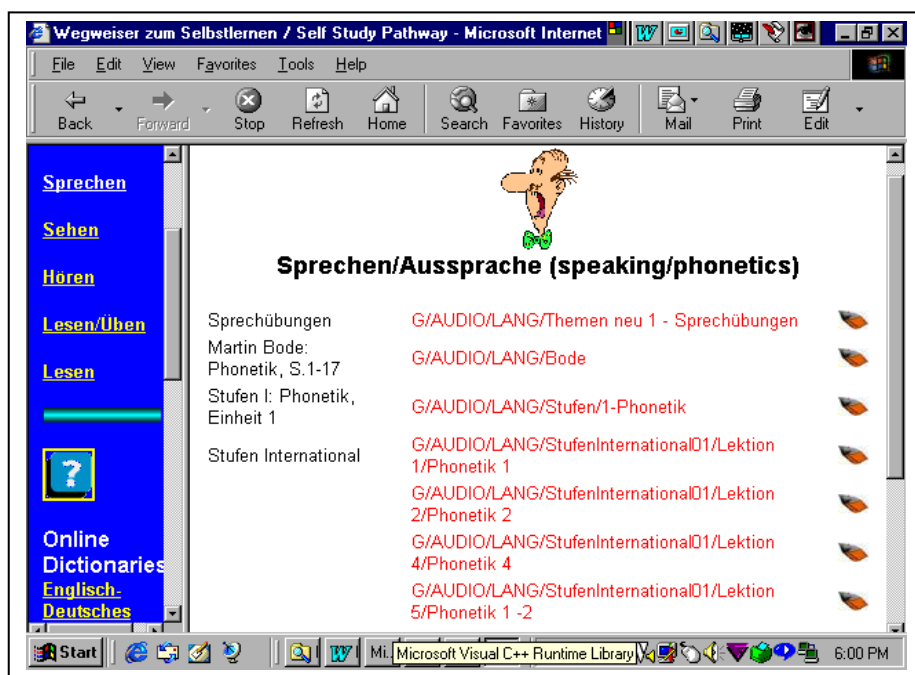 Wegweiser zum Selbstlernen / Self Study Pathway - Microsoft Internet
File Edit View Favorites Tools Help
Back Forward Stop Refresh Home Search Favorites History Mail Print Edit
Sprechen
Sehen
Hören
Lesen/Üben
Lesen
?
Online
Dictionaries
Englisch-
Deutsches
Sprechen/Aussprache (speaking/phonetics)
Sprechübungen
G/AUDIO/LANG/Themen neu 1 - Sprechübungen
Martin Bode:
Phonetik, S.1-17
G/AUDIO/LANG/Bode
Stufen I: Phonetik,
Einheit 1
G/AUDIO/LANG/Stufen/1-Phonetik
Stufen International
G/AUDIO/LANG/StufenInternational01/Lektion
1/Phonetik 1
G/AUDIO/LANG/StufenInternational01/Lektion
2/Phonetik 2
G/AUDIO/LANG/StufenInternational01/Lektion
4/Phonetik 4
G/AUDIO/LANG/StufenInternational01/Lektion
5/Phonetik 1 -2
Start Mi. Microsoft Visual C++ Runtime Library 6:00 PM